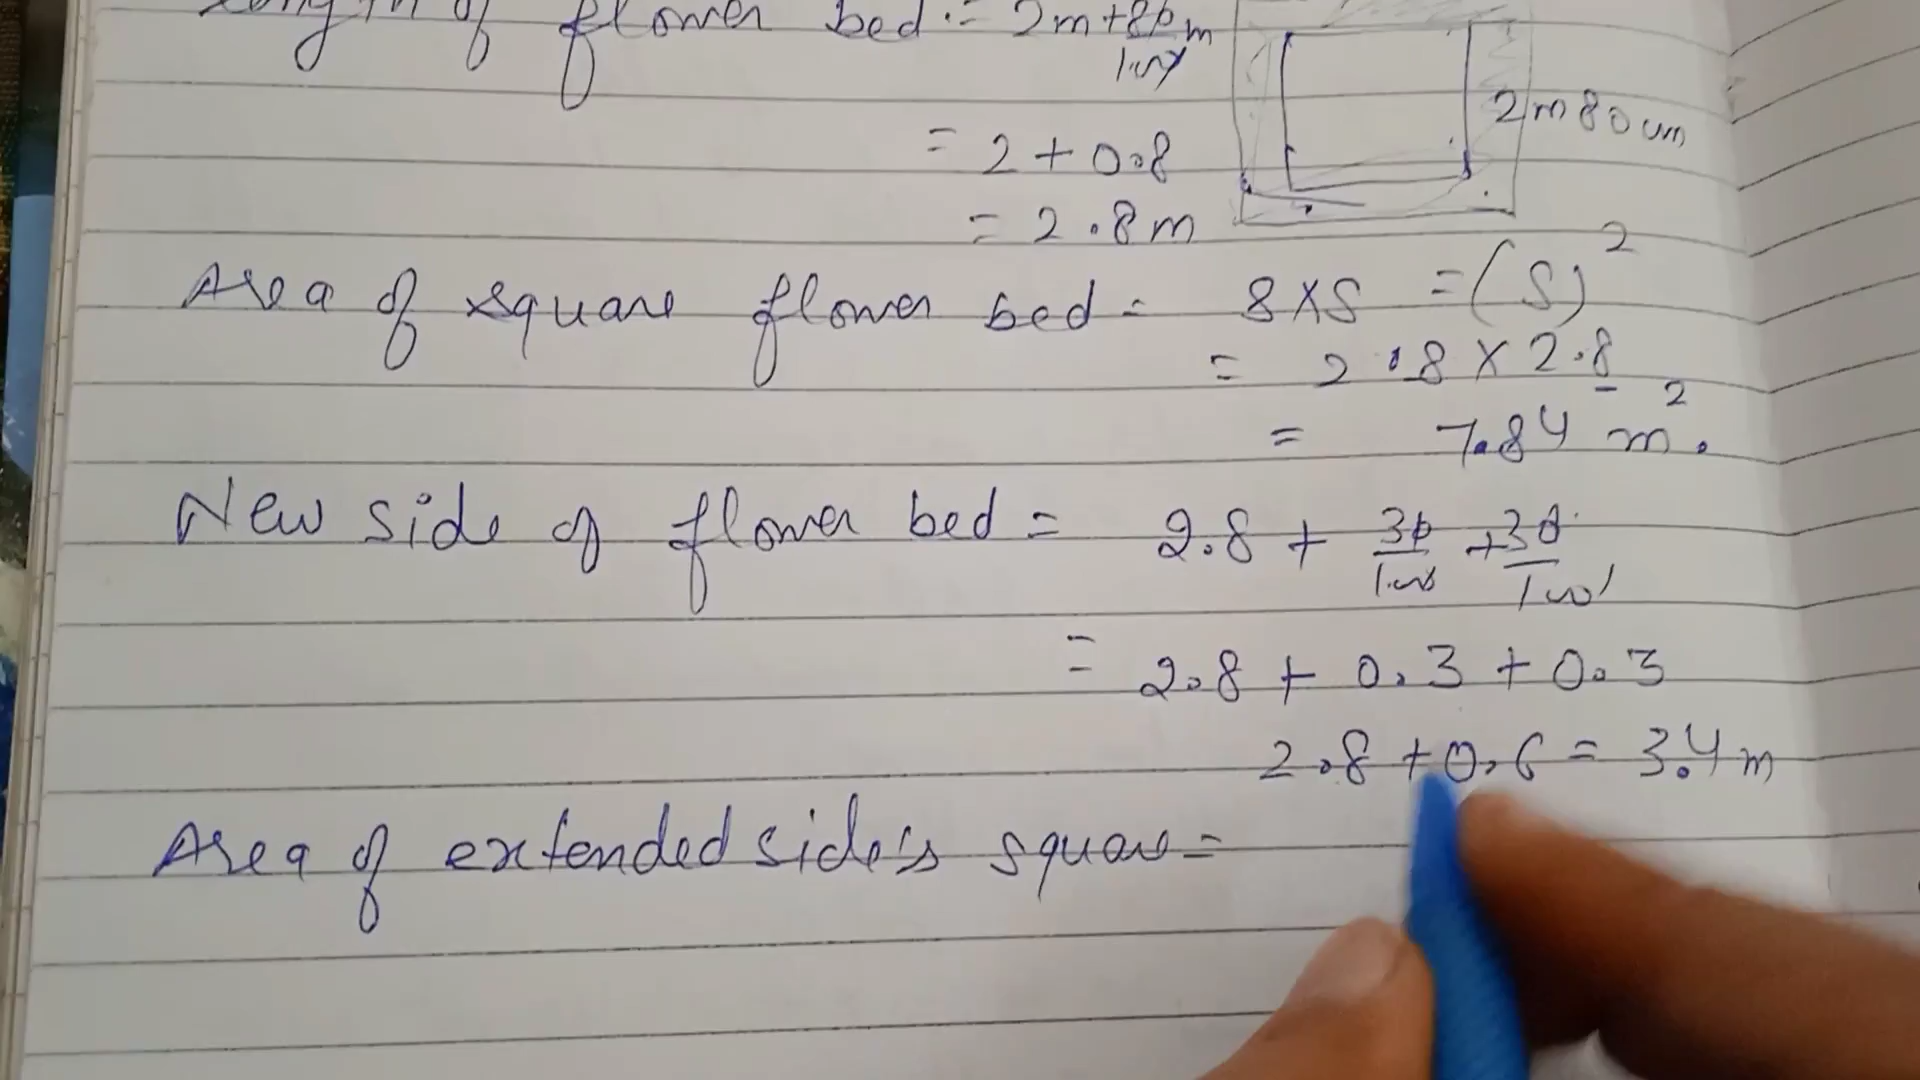 Length of flower bed = 2m + 80/100 m
2m 80 cm
= 2 + 0.8
= 2.8m
Area of square flower bed = S×S = (S)²
= 2.8 × 2.8
= 7.84 m².
New side of flower bed = 2.8 + 30/100 + 30/100
= 2.8 + 0.3 + 0.3
2.8 + 0.6 = 3.4 m
Area of extended side's square =